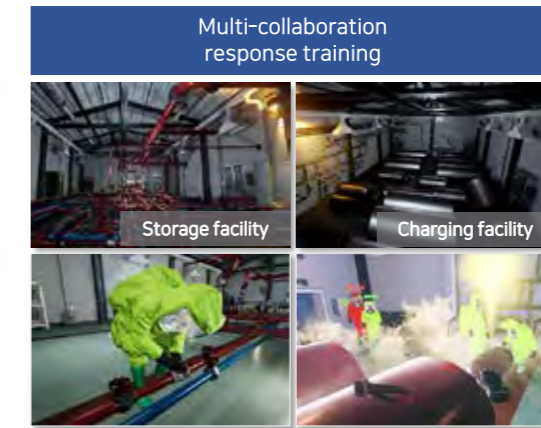 Multi-collaboration
response training
Storage facility
Charging facility